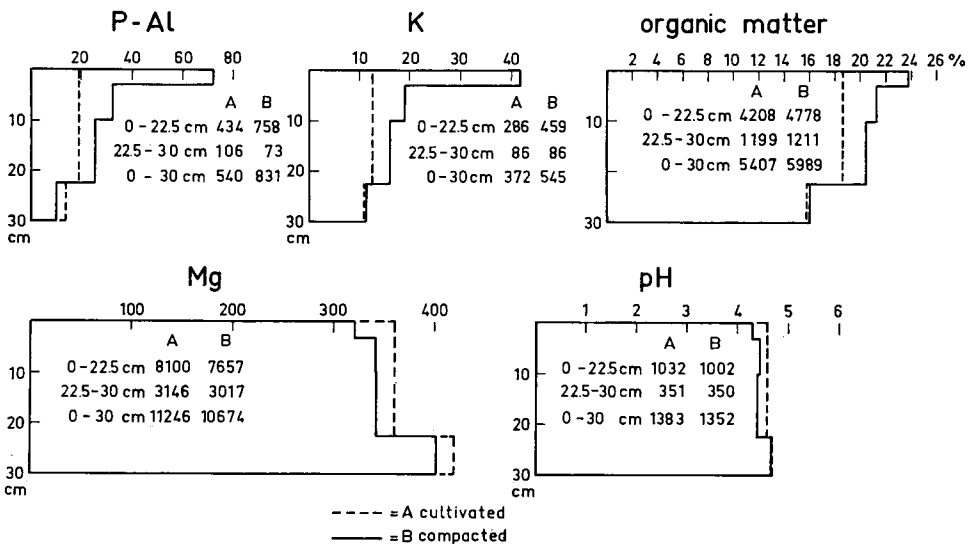 P-Al
20 40 60 80
10
20
30
cm
A B
0-22.5 cm 434 758
22.5-30 cm 106 73
0-30 cm 540 831
K
10 20 30 40
10
20
30
cm
A B
0-22.5 cm 286 459
22.5-30 cm 86 86
0-30 cm 372 545
organic matter
2 4 6 8 10 12 14 16 18 20 22 24 26 %
10
20
30
cm
A B
0-22.5 cm 4208 4778
22.5-30 cm 1199 1211
0-30 cm 5407 5989
Mg
100 200 300 400
10
20
30
cm
A B
0-22.5 cm 8100 7657
22.5-30 cm 3146 3017
0-30 cm 11246 10674
pH
1 2 3 4 5 6
10
20
30
cm
A B
0-22.5 cm 1032 1002
22.5-30 cm 351 350
0-30 cm 1383 1352
= A cultivated
= B compacted